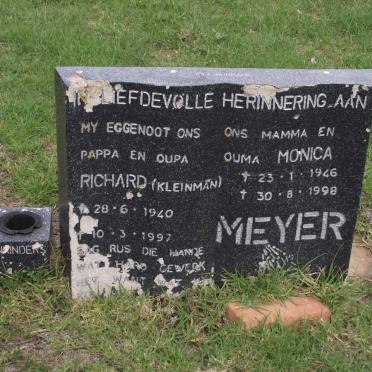 LIEFDEVOLLE HERINNERING AAN
MY EGGENOOT ONS
PAPPA EN OUPA
RICHARD (KLEINMAN)
28 · 6 · 1940
10 · 3 · 1997
RUS DIE HANDE
GEWERK
ONS MAMMA EN
OUMA MONICA
✝ 23 · 1 · 1946
✝ 30 · 8 · 1998
MEYER